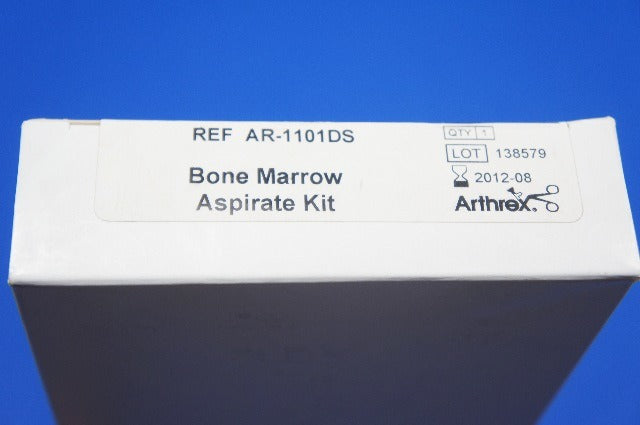 REF AR-1101DS
Bone Marrow
Aspirate Kit
QTY 1
LOT 138579
2012-08
Arthrex®